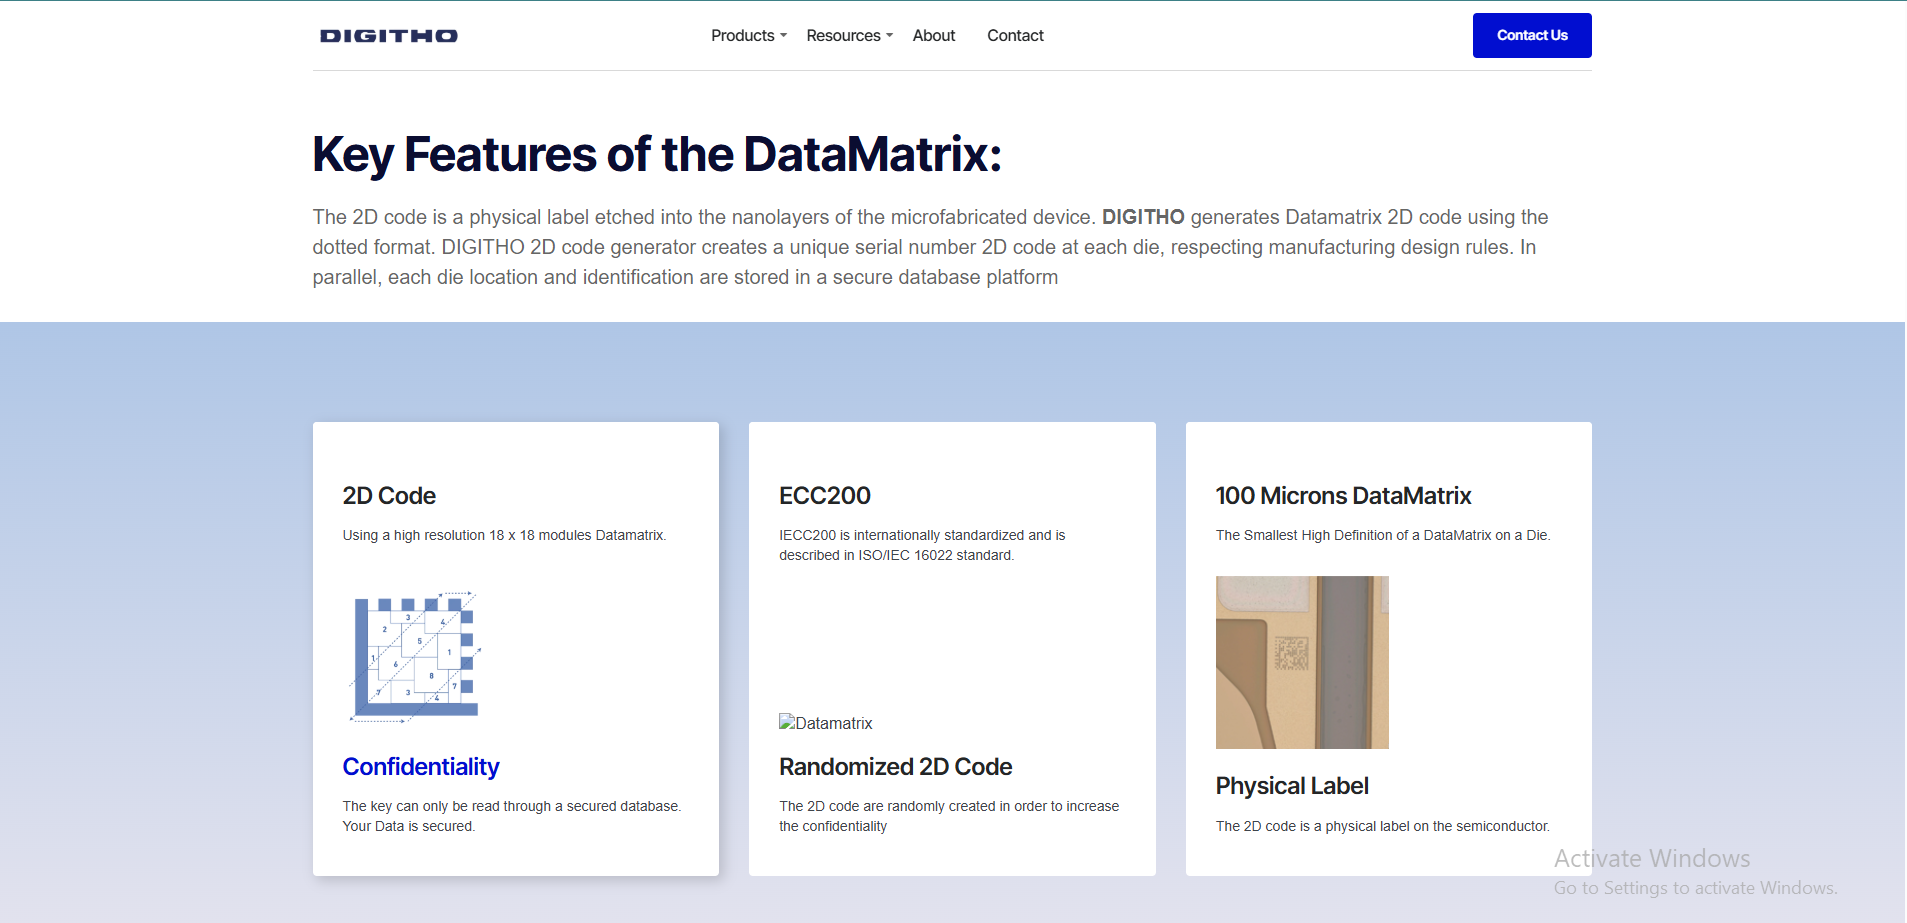 DIGITHO
Products
Resources
About
Contact
Contact Us
Key Features of the DataMatrix:
The 2D code is a physical label etched into the nanolayers of the microfabricated device. DIGITHO generates Datamatrix 2D code using the
dotted format. DIGITHO 2D code generator creates a unique serial number 2D code at each die, respecting manufacturing design rules. In
parallel, each die location and identification are stored in a secure database platform
2D Code
Using a high resolution 18 x 18 modules Datamatrix.
3
4
2
5
1
1
6
8
7
7
3
4
Confidentiality
The key can only be read through a secured database.
Your Data is secured.
ECC200
IECC200 is internationally standardized and is
described in ISO/IEC 16022 standard.
Datamatrix
Randomized 2D Code
The 2D code are randomly created in order to increase
the confidentiality
100 Microns DataMatrix
The Smallest High Definition of a DataMatrix on a Die.
Physical Label
The 2D code is a physical label on the semiconductor.
Activate Windows
Go to Settings to activate Windows.